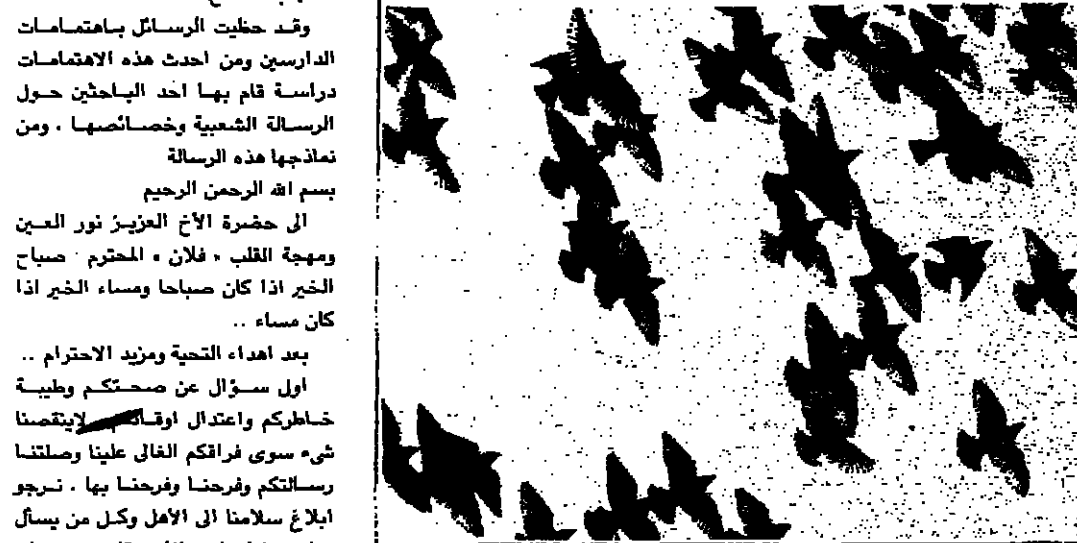 وقد حظيت الرسائل باهتمامات
الدارسين ومن احدث هذه الاهتمامات
دراسة قام بها احد الباحثين حول
الرسالة الشعبية وخصائصها . ومن
نماذجها هذه الرسالة
بسم الله الرحمن الرحيم
الى حضرة الأخ العزيز نور العين
ومهجة القلب « فلان » المحترم صباح
الخير اذا كان صباحا ومساء الخير اذا
كان مساء ..
بعد اهداء التحية ومزيد الاحترام ..
اول سؤال عن صحتكم وطيبة
خاطركم واعتدال لاينقصنا
شىء سوى فراقكم الغالى علينا وصلتنا
رسالتكم وفرحنا وفرحنا بها . نرجو
ابلاغ سلامنا الى الأهل وكل من يسأل